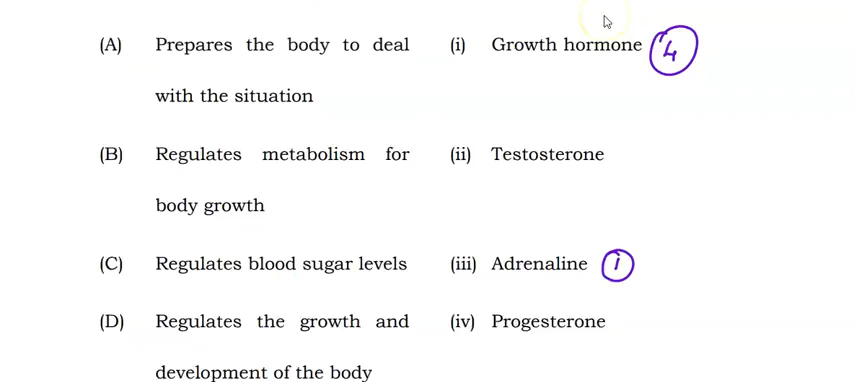 (A) Prepares the body to deal (i) Growth hormone 4
with the situation
(B) Regulates metabolism for (ii) Testosterone
body growth
(C) Regulates blood sugar levels (iii) Adrenaline i
(D) Regulates the growth and (iv) Progesterone
development of the body